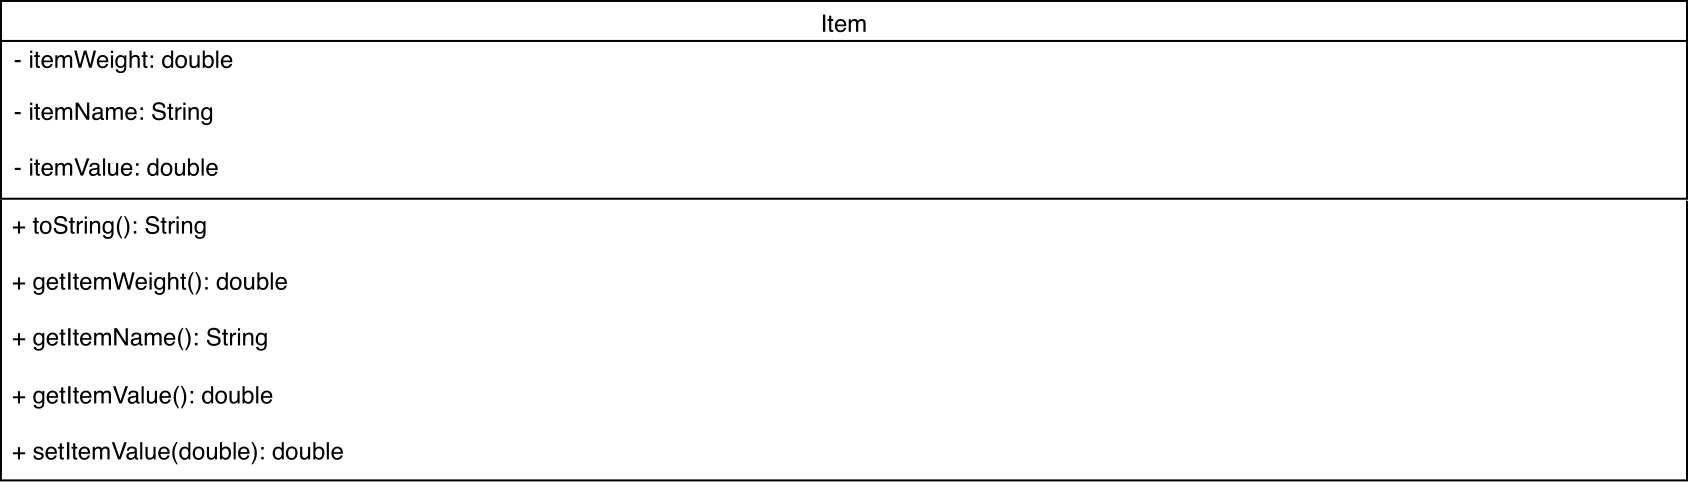 Item
- itemWeight: double
- itemName: String
- itemValue: double
+ toString(): String
+ getItemWeight(): double
+ getItemName(): String
+ getItemValue(): double
+ setItemValue(double): double